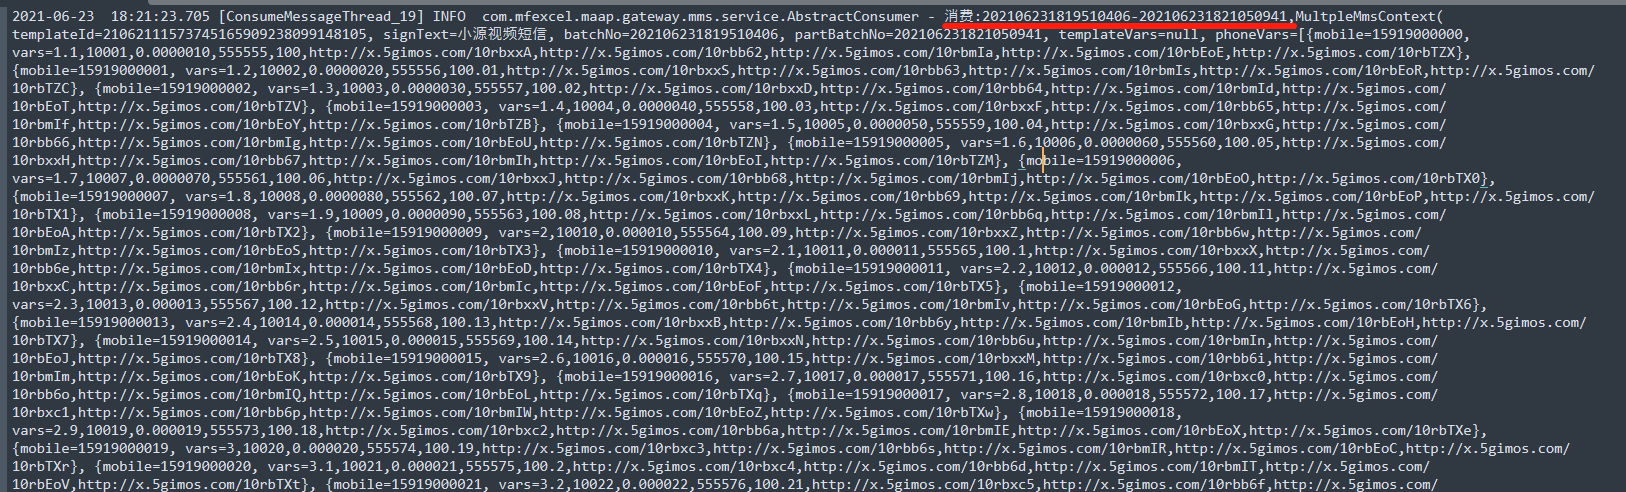 2021-06-23  18:21:23.705 [ConsumeMessageThread_19] INFO  com.mfexcel.maap.gateway.mms.service.AbstractConsumer - 消费:202106231819510406-202106231821050941,MultpleMmsContext(
templateId=210621115737451659092380991481​05, signText=小源视频短信, batchNo=202106231819510406, partBatchNo=202106231821050941, templateVars=null, phoneVars=[{mobile=15919000000,
vars=1.1,10001,0.0000010,555555,100,http://x.5gimos.com/10rbxxA,http://x.5gimos.com/10rbb62,http://x.5gimos.com/10rbmIa,http://x.5gimos.com/10rbEoE,http://x.5gimos.com/10rbTZX},
{mobile=15919000001, vars=1.2,10002,0.0000020,555556,100.01,http://x.5gimos.com/10rbxxS,http://x.5gimos.com/10rbb63,http://x.5gimos.com/10rbmIs,http://x.5gimos.com/10rbEoR,http://x.5gimos.com/
10rbTZC}, {mobile=15919000002, vars=1.3,10003,0.0000030,555557,100.02,http://x.5gimos.com/10rbxxD,http://x.5gimos.com/10rbb64,http://x.5gimos.com/10rbmId,http://x.5gimos.com/
10rbEoT,http://x.5gimos.com/10rbTZV}, {mobile=15919000003, vars=1.4,10004,0.0000040,555558,100.03,http://x.5gimos.com/10rbxxF,http://x.5gimos.com/10rbb65,http://x.5gimos.com/
10rbmIf,http://x.5gimos.com/10rbEoY,http://x.5gimos.com/10rbTZB}, {mobile=15919000004, vars=1.5,10005,0.0000050,555559,100.04,http://x.5gimos.com/10rbxxG,http://x.5gimos.com/
10rbb66,http://x.5gimos.com/10rbmIg,http://x.5gimos.com/10rbEoU,http://x.5gimos.com/10rbTZN}, {mobile=15919000005, vars=1.6,10006,0.0000060,555560,100.05,http://x.5gimos.com/
10rbxxH,http://x.5gimos.com/10rbb67,http://x.5gimos.com/10rbmIh,http://x.5gimos.com/10rbEoI,http://x.5gimos.com/10rbTZM}, {mobile=15919000006,
vars=1.7,10007,0.0000070,555561,100.06,http://x.5gimos.com/10rbxxJ,http://x.5gimos.com/10rbb68,http://x.5gimos.com/10rbmIj,http://x.5gimos.com/10rbEoO,http://x.5gimos.com/10rbTX0},
{mobile=15919000007, vars=1.8,10008,0.0000080,555562,100.07,http://x.5gimos.com/10rbxxK,http://x.5gimos.com/10rbb69,http://x.5gimos.com/10rbmIk,http://x.5gimos.com/10rbEoP,http://x.5gimos.com/
10rbTX1}, {mobile=15919000008, vars=1.9,10009,0.0000090,555563,100.08,http://x.5gimos.com/10rbxxL,http://x.5gimos.com/10rbb6q,http://x.5gimos.com/10rbmIl,http://x.5gimos.com/
10rbEoA,http://x.5gimos.com/10rbTX2}, {mobile=15919000009, vars=2,10010,0.000010,555564,100.09,http://x.5gimos.com/10rbxxZ,http://x.5gimos.com/10rbb6w,http://x.5gimos.com/
10rbmIz,http://x.5gimos.com/10rbEoS,http://x.5gimos.com/10rbTX3}, {mobile=15919000010, vars=2.1,10011,0.000011,555565,100.1,http://x.5gimos.com/10rbxxX,http://x.5gimos.com/
10rbb6e,http://x.5gimos.com/10rbmIx,http://x.5gimos.com/10rbEoD,http://x.5gimos.com/10rbTX4}, {mobile=15919000011, vars=2.2,10012,0.000012,555566,100.11,http://x.5gimos.com/
10rbxxC,http://x.5gimos.com/10rbb6r,http://x.5gimos.com/10rbmIc,http://x.5gimos.com/10rbEoF,http://x.5gimos.com/10rbTX5}, {mobile=15919000012,
vars=2.3,10013,0.000013,555567,100.12,http://x.5gimos.com/10rbxxV,http://x.5gimos.com/10rbb6t,http://x.5gimos.com/10rbmIv,http://x.5gimos.com/10rbEoG,http://x.5gimos.com/10rbTX6},
{mobile=15919000013, vars=2.4,10014,0.000014,555568,100.13,http://x.5gimos.com/10rbxxB,http://x.5gimos.com/10rbb6y,http://x.5gimos.com/10rbmIb,http://x.5gimos.com/10rbEoH,http://x.5gimos.com/
10rbTX7}, {mobile=15919000014, vars=2.5,10015,0.000015,555569,100.14,http://x.5gimos.com/10rbxxN,http://x.5gimos.com/10rbb6u,http://x.5gimos.com/10rbmIn,http://x.5gimos.com/
10rbEoJ,http://x.5gimos.com/10rbTX8}, {mobile=15919000015, vars=2.6,10016,0.000016,555570,100.15,http://x.5gimos.com/10rbxxM,http://x.5gimos.com/10rbb6i,http://x.5gimos.com/
10rbmIm,http://x.5gimos.com/10rbEoK,http://x.5gimos.com/10rbTX9}, {mobile=15919000016, vars=2.7,10017,0.000017,555571,100.16,http://x.5gimos.com/10rbxc0,http://x.5gimos.com/
10rbb6o,http://x.5gimos.com/10rbmIQ,http://x.5gimos.com/10rbEoL,http://x.5gimos.com/10rbTXq}, {mobile=15919000017, vars=2.8,10018,0.000018,555572,100.17,http://x.5gimos.com/
10rbxc1,http://x.5gimos.com/10rbb6p,http://x.5gimos.com/10rbmIW,http://x.5gimos.com/10rbEoZ,http://x.5gimos.com/10rbTXw}, {mobile=15919000018,
vars=2.9,10019,0.000019,555573,100.18,http://x.5gimos.com/10rbxc2,http://x.5gimos.com/10rbb6a,http://x.5gimos.com/10rbmIE,http://x.5gimos.com/10rbEoX,http://x.5gimos.com/10rbTXe},
{mobile=15919000019, vars=3,10020,0.000020,555574,100.19,http://x.5gimos.com/10rbxc3,http://x.5gimos.com/10rbb6s,http://x.5gimos.com/10rbmIR,http://x.5gimos.com/10rbEoC,http://x.5gimos.com/
10rbTXr}, {mobile=15919000020, vars=3.1,10021,0.000021,555575,100.2,http://x.5gimos.com/10rbxc4,http://x.5gimos.com/10rbb6d,http://x.5gimos.com/10rbmIT,http://x.5gimos.com/
10rbEoV,http://x.5gimos.com/10rbTXt}, {mobile=15919000021, vars=3.2,10022,0.000022,555576,100.21,http://x.5gimos.com/10rbxc5,http://x.5gimos.com/10rbb6f,http://x.5gimos.com/